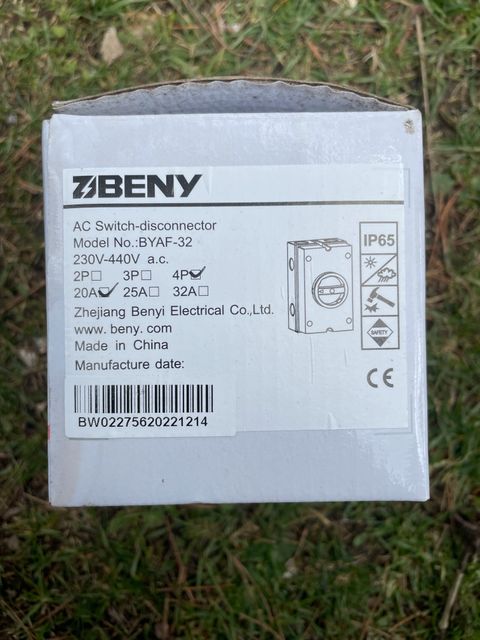 BENY
AC Switch-disconnector
Model No.:BYAF-32
230V-440V a.c.
2P☐ 3P☐ 4P☑
20A☑ 25A☐ 32A☐
Zhejiang Benyi Electrical Co.,Ltd.
www. beny. com
Made in China
Manufacture date:
BW02275620221214
IP65
SAFETY
CE